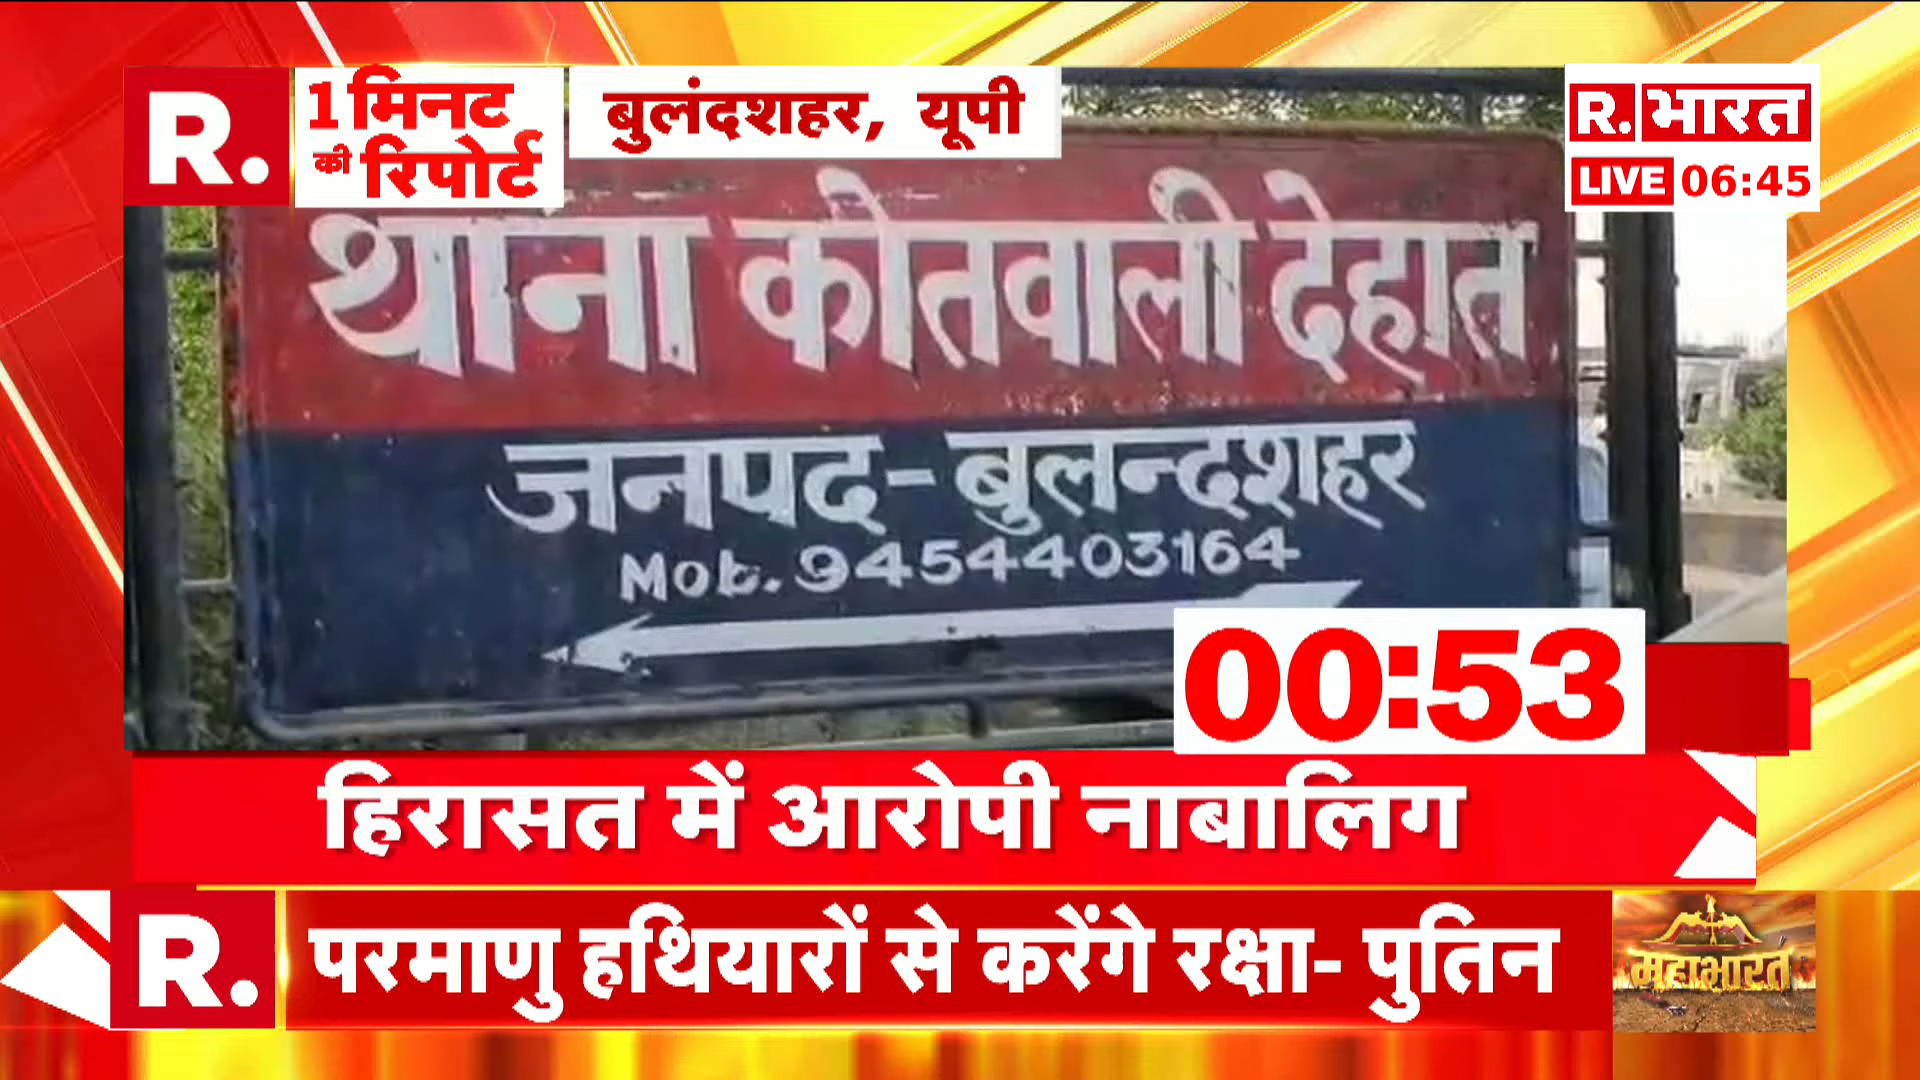 R.
1 मिनट
की रिपोर्ट
बुलंदशहर, यूपी
R. भारत
LIVE 06:45
थांना कोतवाली देहात
जनपद-बुलन्दशहर
Mob. 9454403164
00:53
हिरासत में आरोपी नाबालिग
R. परमाणु हथियारों से करेंगे रक्षा- पुतिन
महाभारत